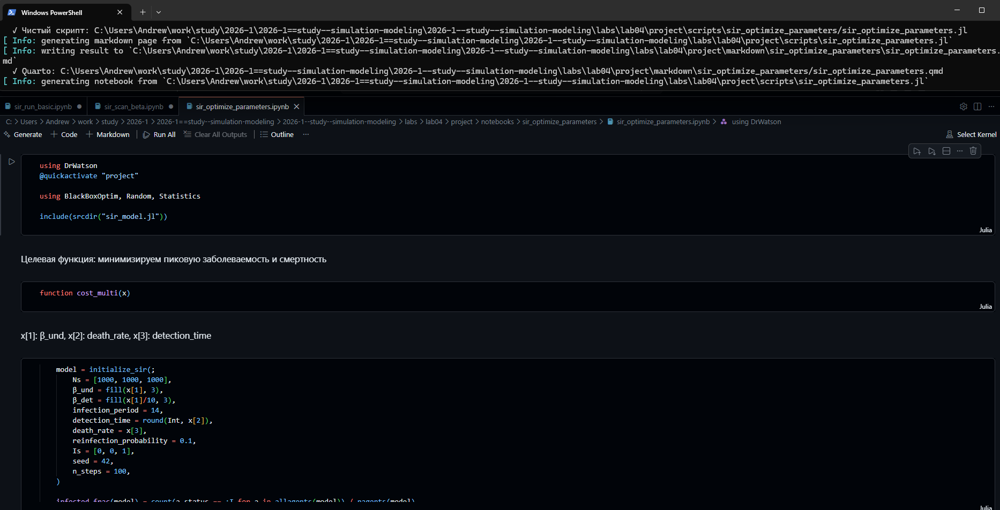 Windows PowerShell
✓ Чистый скрипт: C:\Users\Andrew\work\study\2026-1\2026-1==study--simulation-modeling\2026-1--study--simulation-modeling\labs\lab04\project\scripts\sir_optimize_parameters/sir_optimize_parameters.jl
[ Info: generating markdown page from `C:\Users\Andrew\work\study\2026-1\2026-1==study--simulation-modeling\2026-1--study--simulation-modeling\labs\lab04\project\scripts\sir_optimize_parameters.jl`
[ Info: writing result to `C:\Users\Andrew\work\study\2026-1\2026-1==study--simulation-modeling\2026-1--study--simulation-modeling\labs\lab04\project\markdown\sir_optimize_parameters\sir_optimize_parameters.
md`
✓ Quarto: C:\Users\Andrew\work\study\2026-1\2026-1==study--simulation-modeling\2026-1--study--simulation-modeling\labs\lab04\project\markdown\sir_optimize_parameters/sir_optimize_parameters.qmd
[ Info: generating notebook from `C:\Users\Andrew\work\study\2026-1\2026-1==study--simulation-modeling\2026-1--study--simulation-modeling\labs\lab04\project\scripts\sir_optimize_parameters.jl`
sir_run_basic.ipynb sir_scan_beta.ipynb sir_optimize_parameters.ipynb
C: > Users > Andrew > work > study > 2026-1 > 2026-1==study--simulation-modeling > 2026-1--study--simulation-modeling > labs > lab04 > project > notebooks > sir_optimize_parameters > sir_optimize_parameters.ipynb > using DrWatson
Generate + Code + Markdown | Run All Clear All Outputs | Outline ... Select Kernel
using DrWatson
@quickactivate "project"
using BlackBoxOptim, Random, Statistics
include(srcdir("sir_model.jl"))
Julia
Целевая функция: минимизируем пиковую заболеваемость и смертность
function cost_multi(x)
Julia
x[1]: β_und, x[2]: death_rate, x[3]: detection_time
model = initialize_sir(;
Ns = [1000, 1000, 1000],
β_und = fill(x[1], 3),
β_det = fill(x[1]/10, 3),
infection_period = 14,
detection_time = round(Int, x[2]),
death_rate = x[3],
reinfection_probability = 0.1,
Is = [0, 0, 1],
seed = 42,
n_steps = 100,
)
infected_frac(model) = count(a.status == :I for a in allagents(model)) / nagents(model)
Julia